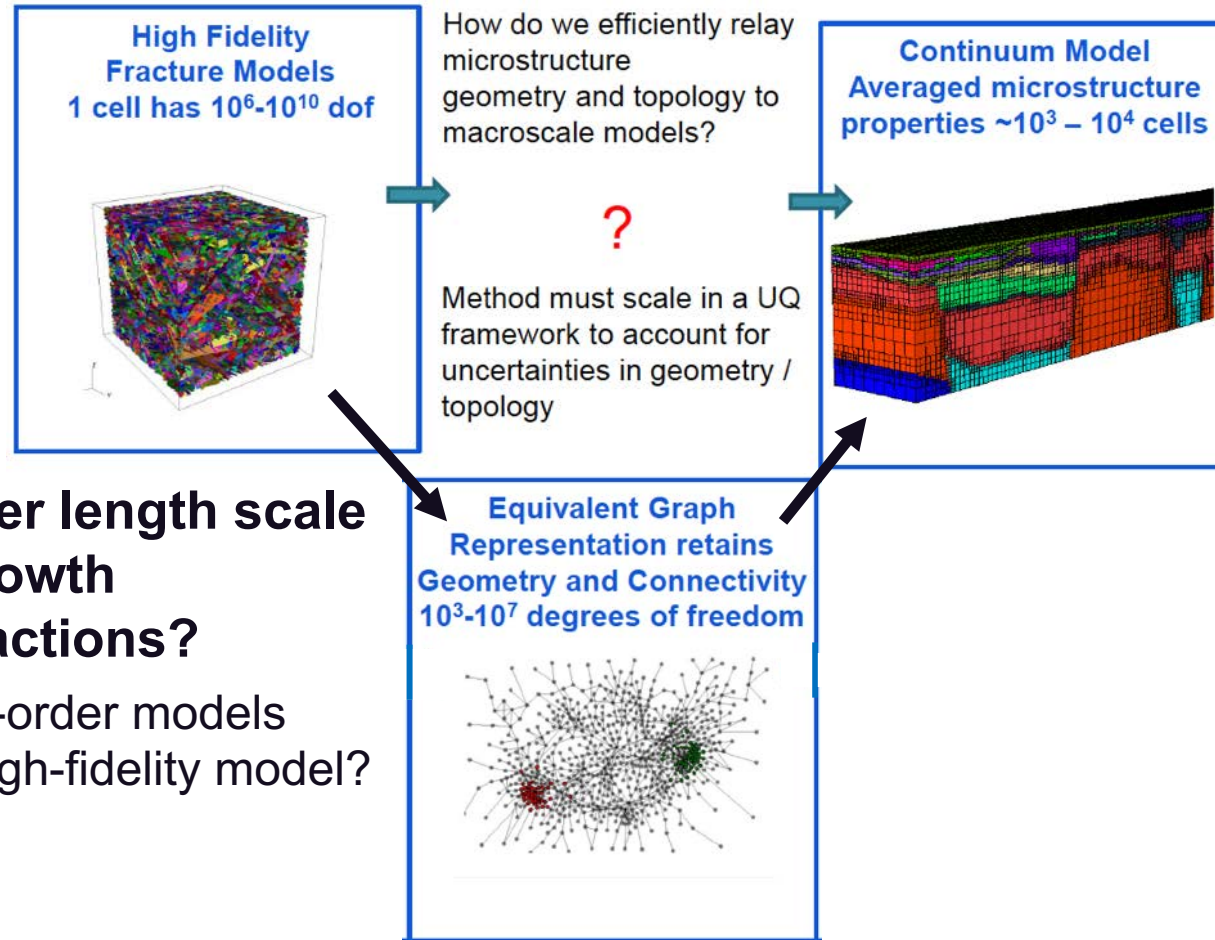 High Fidelity
Fracture Models
1 cell has 10⁶-10¹⁰ dof
How do we efficiently relay
microstructure
geometry and topology to
macroscale models?
?
Method must scale in a UQ
framework to account for
uncertainties in geometry /
topology
Continuum Model
Averaged microstructure
properties ~10³ – 10⁴ cells
er length scale
owth
actions?
-order models
gh-fidelity model?
Equivalent Graph
Representation retains
Geometry and Connectivity
10³-10⁷ degrees of freedom